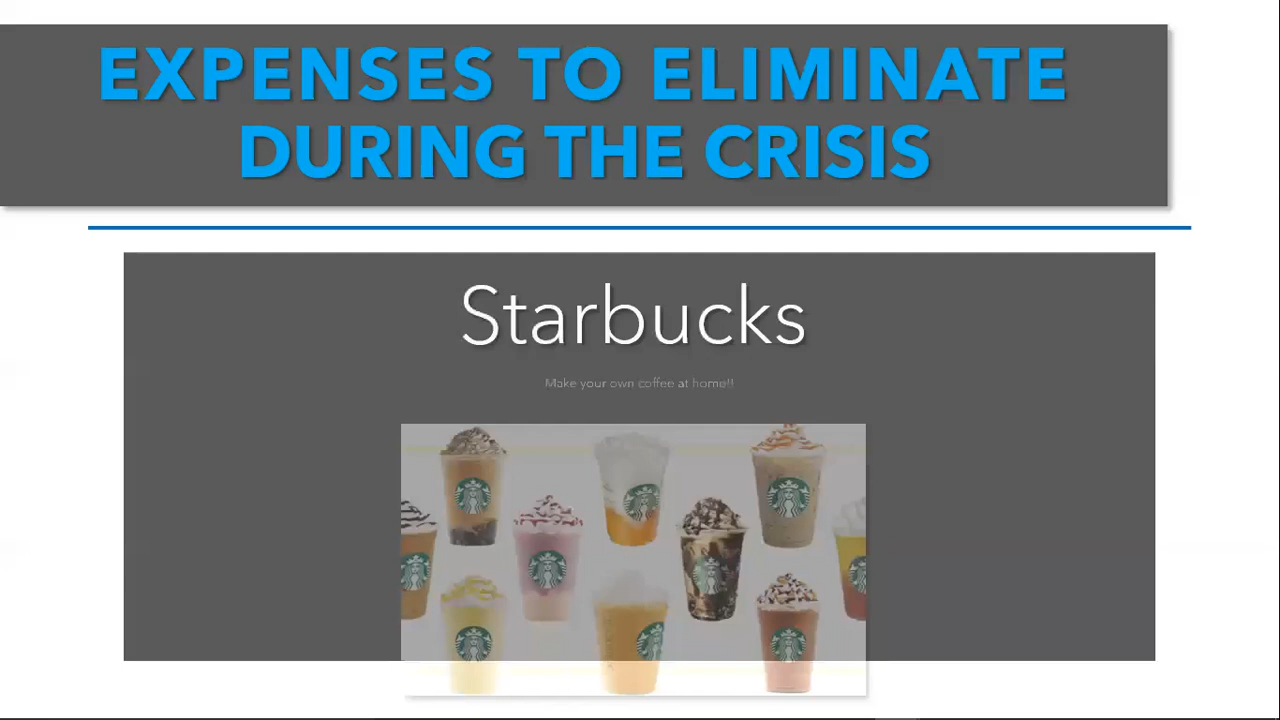 EXPENSES TO ELIMINATE
DURING THE CRISIS
Starbucks
Make your own coffee at home!!